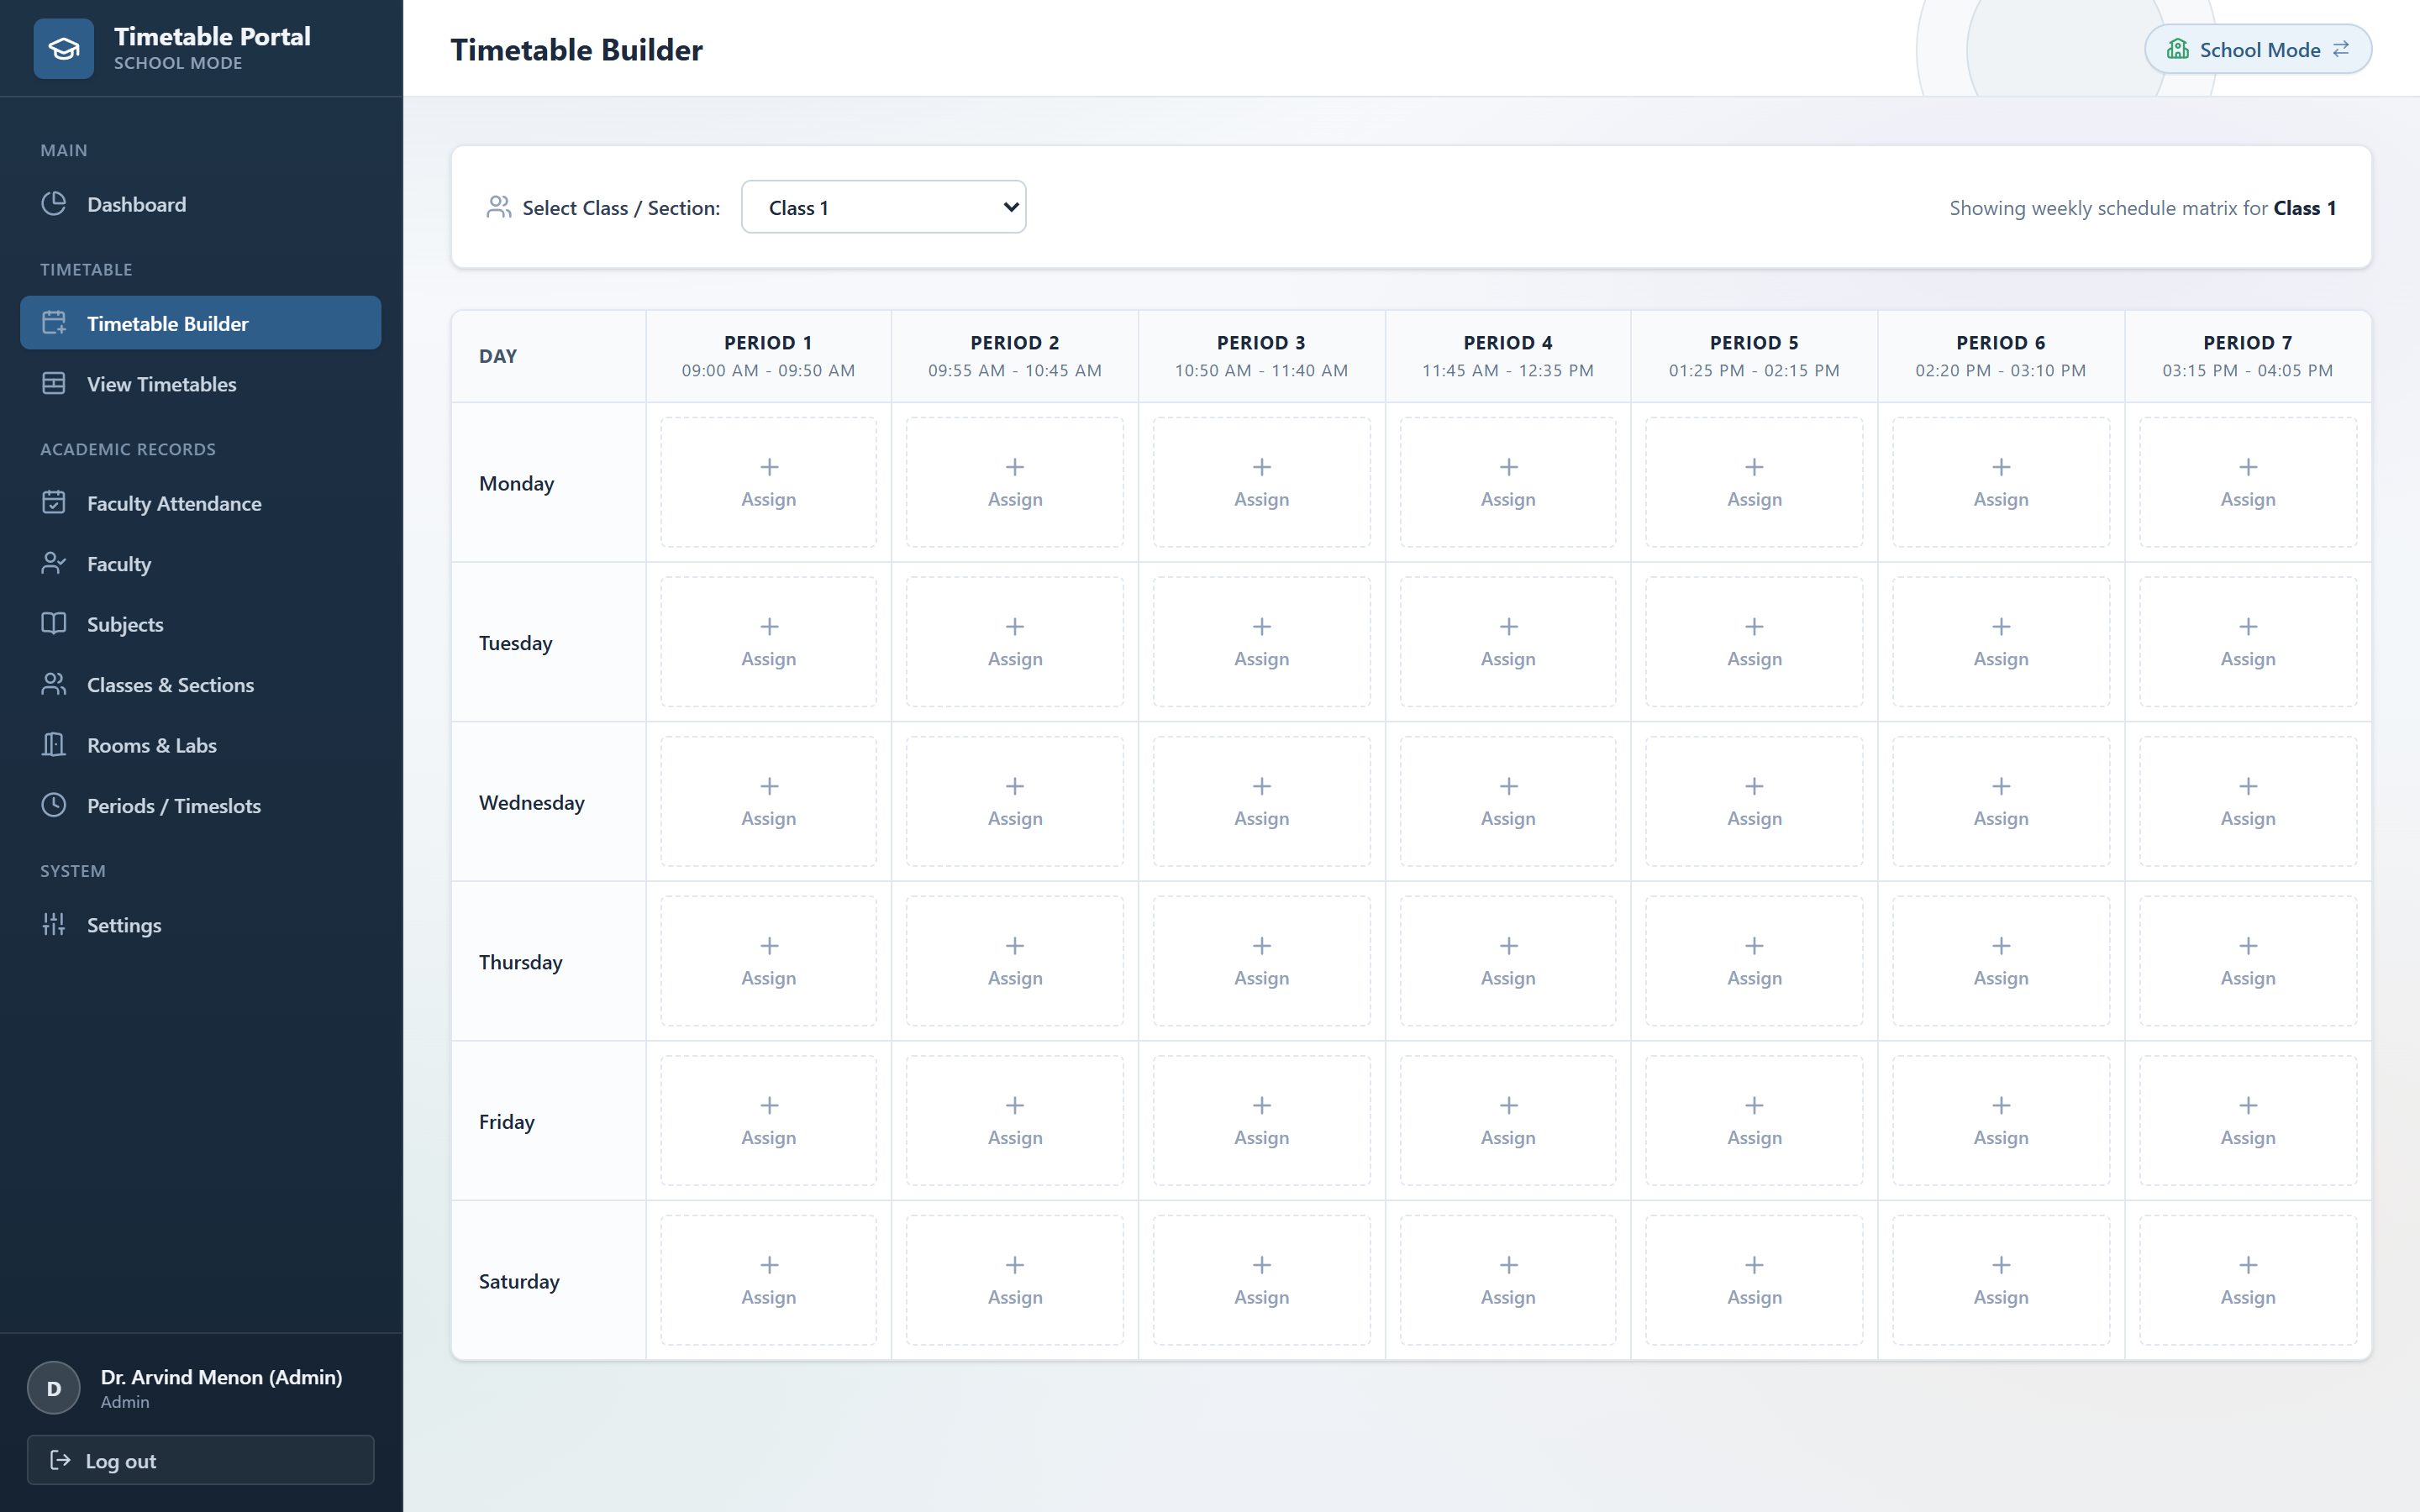 Timetable Portal
SCHOOL MODE
MAIN
Dashboard
TIMETABLE
Timetable Builder
View Timetables
ACADEMIC RECORDS
Faculty Attendance
Faculty
Subjects
Classes & Sections
Rooms & Labs
Periods / Timeslots
SYSTEM
Settings
D
Dr. Arvind Menon (Admin)
Admin
Log out
Timetable Builder
School Mode
Select Class / Section: Class 1
Showing weekly schedule matrix for Class 1
DAY PERIOD 1 PERIOD 2 PERIOD 3 PERIOD 4 PERIOD 5 PERIOD 6 PERIOD 7
09:00 AM - 09:50 AM 09:55 AM - 10:45 AM 10:50 AM - 11:40 AM 11:45 AM - 12:35 PM 01:25 PM - 02:15 PM 02:20 PM - 03:10 PM 03:15 PM - 04:05 PM
Monday Assign Assign Assign Assign Assign Assign Assign
Tuesday Assign Assign Assign Assign Assign Assign Assign
Wednesday Assign Assign Assign Assign Assign Assign Assign
Thursday Assign Assign Assign Assign Assign Assign Assign
Friday Assign Assign Assign Assign Assign Assign Assign
Saturday Assign Assign Assign Assign Assign Assign Assign